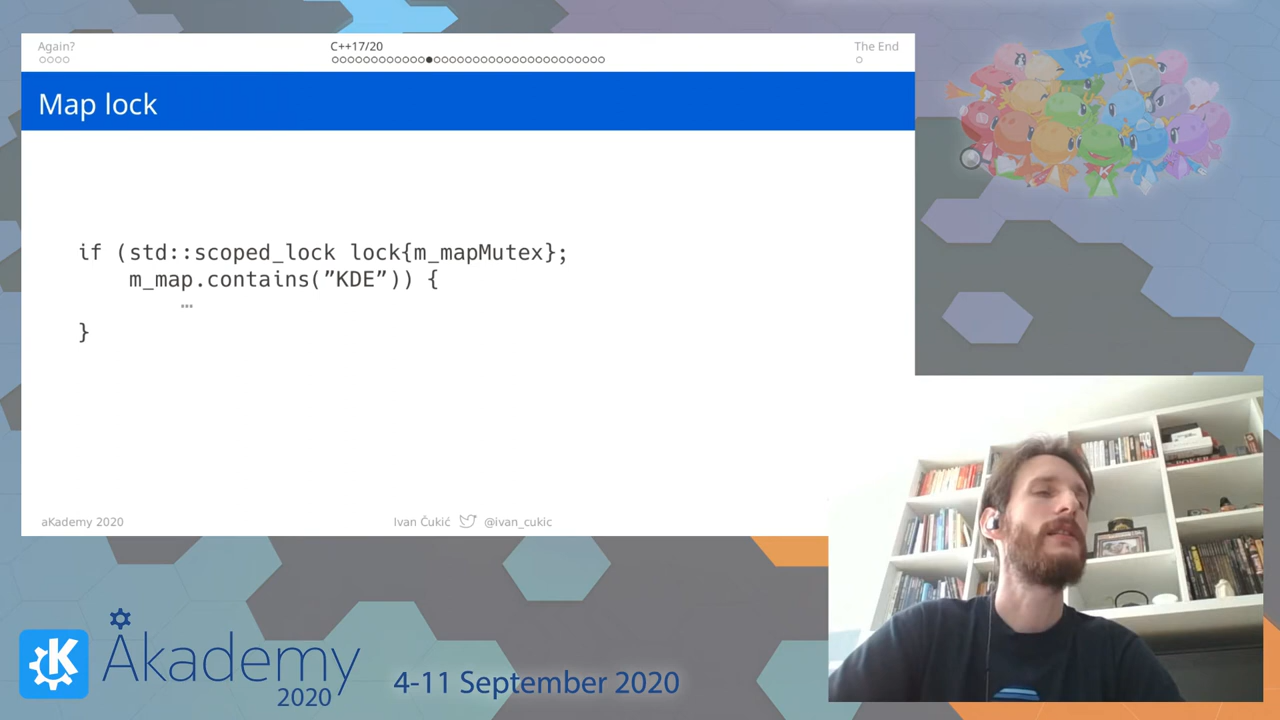 Again?
C++17/20
The End
Map lock
if (std::scoped_lock lock{m_mapMutex};
m_map.contains(”KDE”)) {
…
}
aKademy 2020
Ivan Čukić
@ivan_cukic
K
Akademy
2020
4-11 September 2020